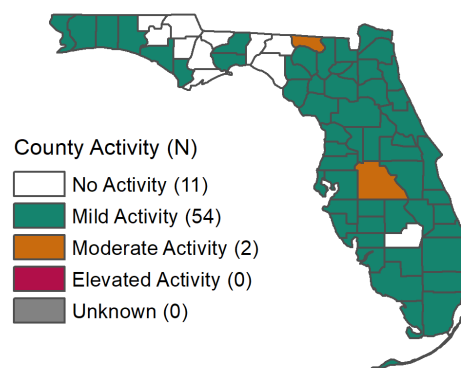 County Activity (N)
No Activity (11)
Mild Activity (54)
Moderate Activity (2)
Elevated Activity (0)
Unknown (0)